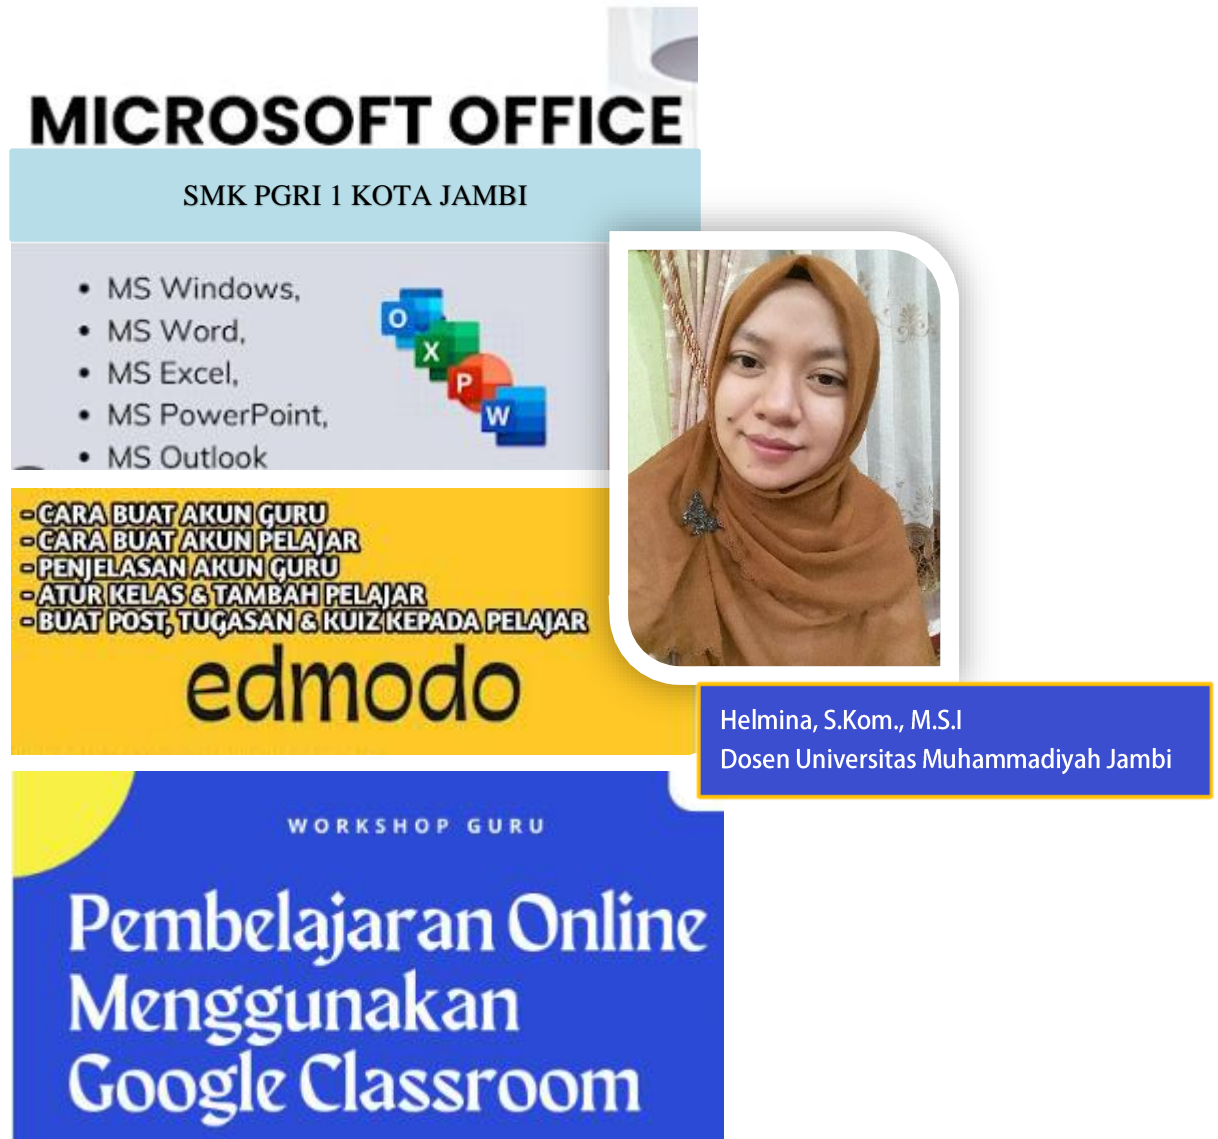 MICROSOFT OFFICE
SMK PGRI 1 KOTA JAMBI
• MS Windows,
• MS Word,
• MS Excel,
• MS PowerPoint,
• MS Outlook
O
X
P
W
- CARA BUAT AKUN GURU
- CARA BUAT AKUN PELAJAR
- PENJELASAN AKUN GURU
- ATUR KELAS & TAMBAH PELAJAR
- BUAT POST, TUGASAN & KUIZ KEPADA PELAJAR
edmodo
Helmina, S.Kom., M.S.I
Dosen Universitas Muhammadiyah Jambi
WORKSHOP GURU
Pembelajaran Online
Menggunakan
Google Classroom